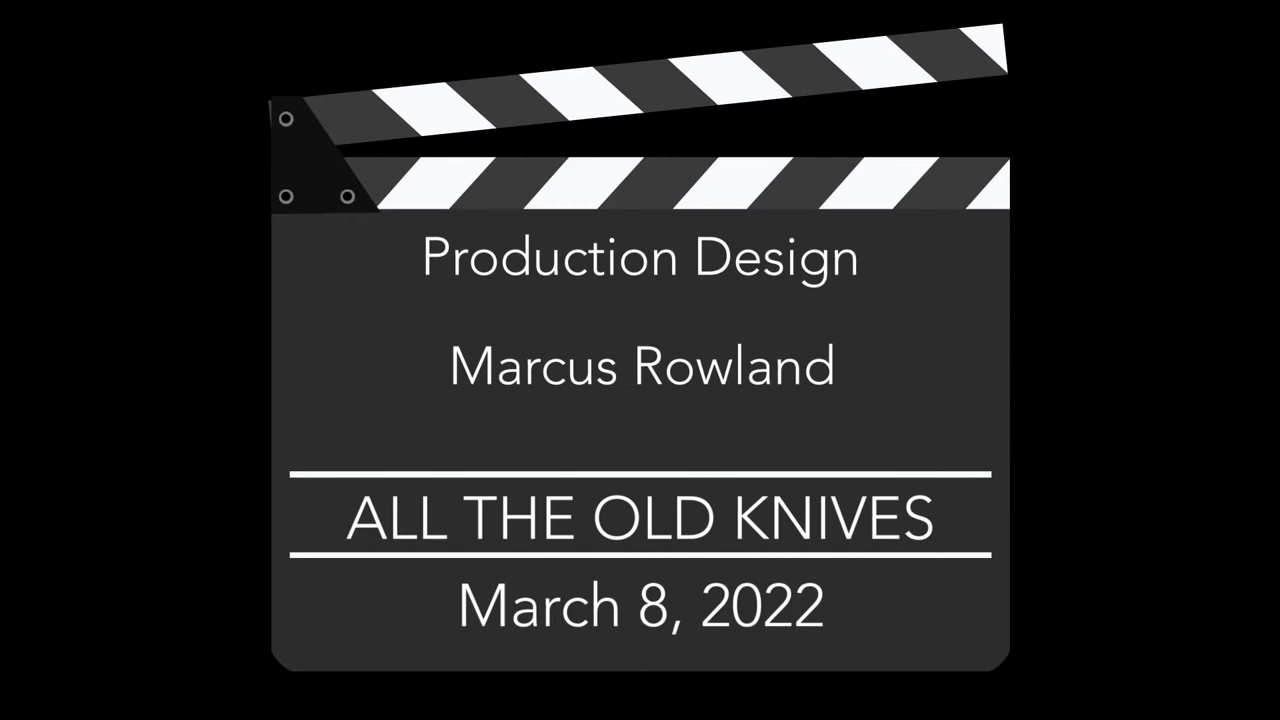 Production Design
Marcus Rowland
ALL THE OLD KNIVES
March 8, 2022